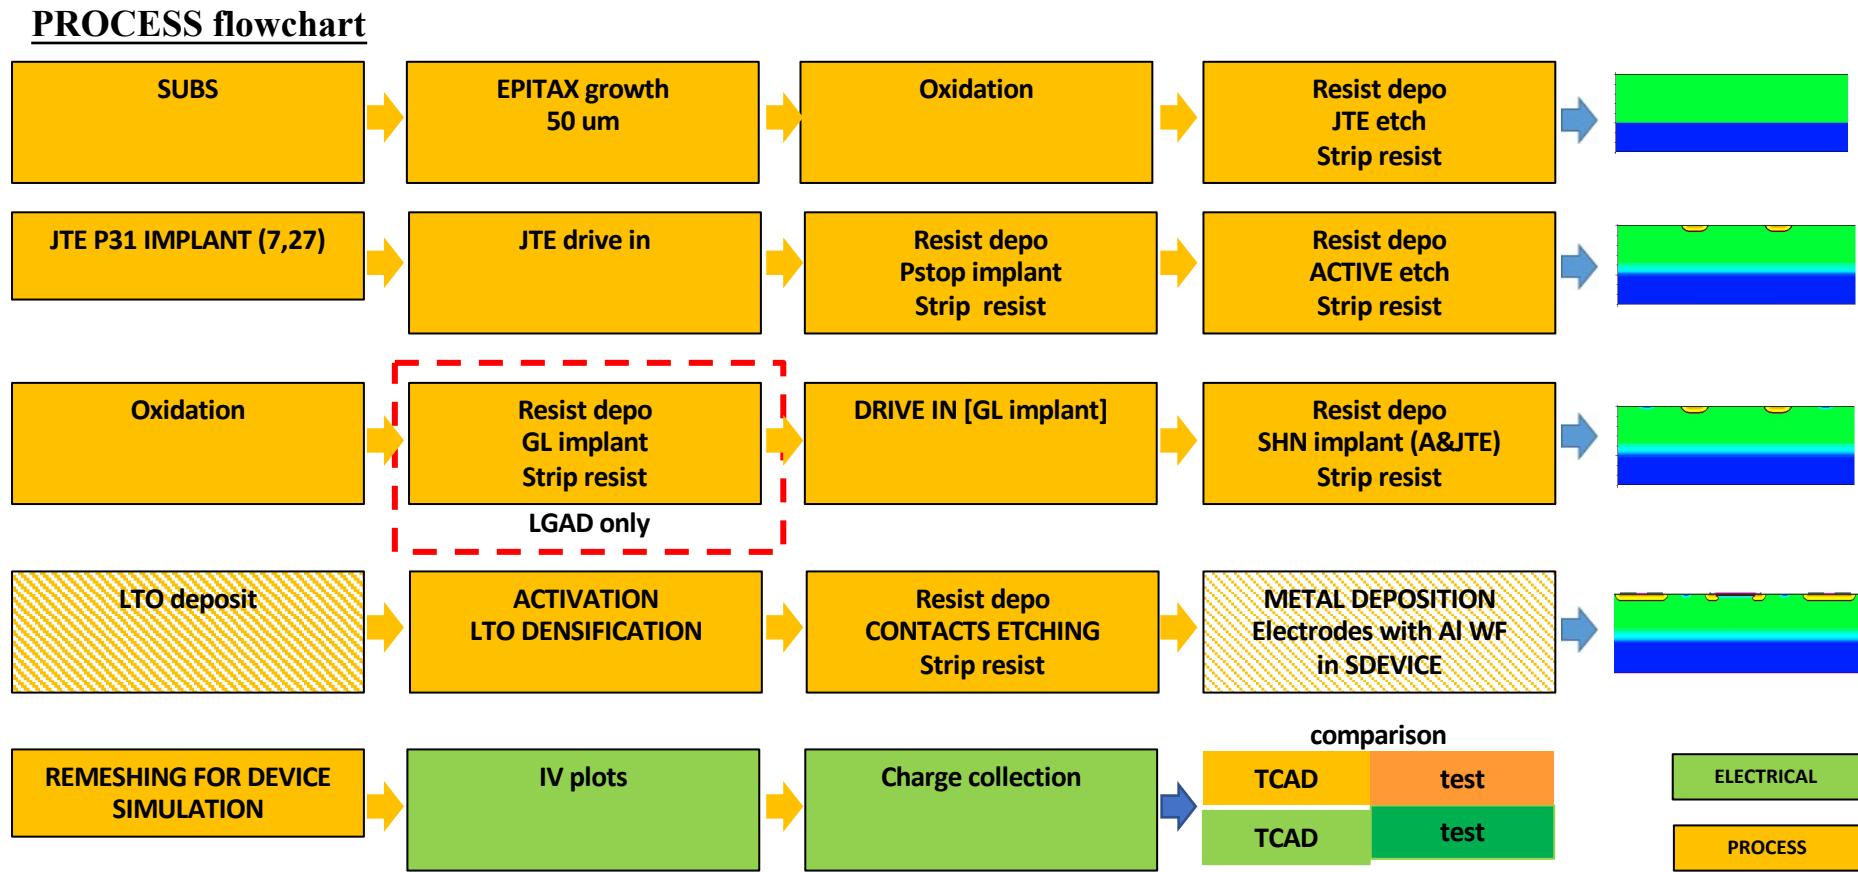 PROCESS flowchart
SUBS
EPITAX growth
50 um
Oxidation
Resist depo
JTE etch
Strip resist
JTE P31 IMPLANT (7,27)
JTE drive in
Resist depo
Pstop implant
Strip resist
Resist depo
ACTIVE etch
Strip resist
Oxidation
Resist depo
GL implant
Strip resist
LGAD only
DRIVE IN [GL implant]
Resist depo
SHN implant (A&JTE)
Strip resist
LTO deposit
ACTIVATION
LTO DENSIFICATION
Resist depo
CONTACTS ETCHING
Strip resist
METAL DEPOSITION
Electrodes with Al WF
in SDEVICE
REMESHING FOR DEVICE
SIMULATION
IV plots
Charge collection
comparison
TCAD
test
TCAD
test
ELECTRICAL
PROCESS